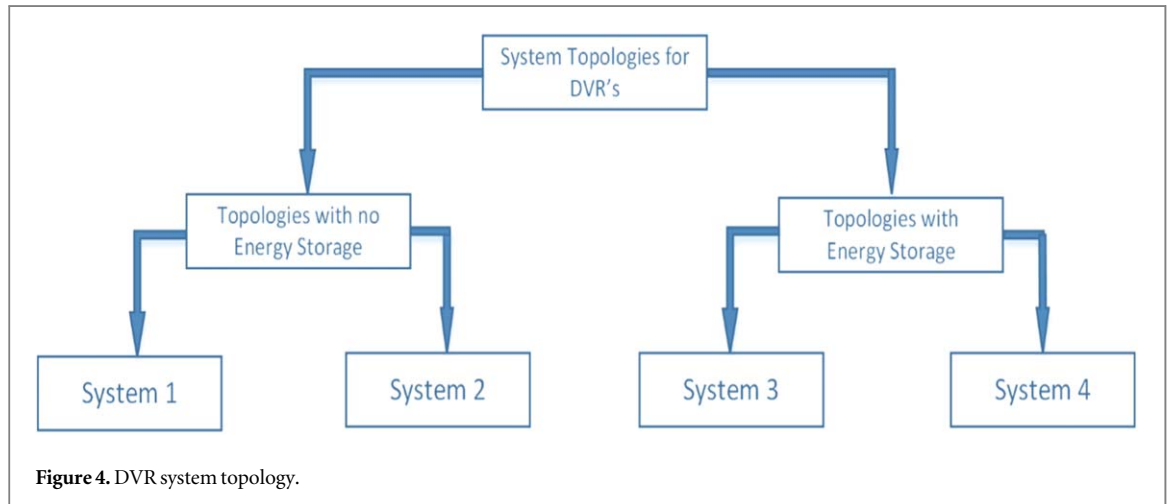 System Topologies for
DVR's
Topologies with no
Energy Storage
Topologies with
Energy Storage
System 1
System 2
System 3
System 4
Figure 4. DVR system topology.